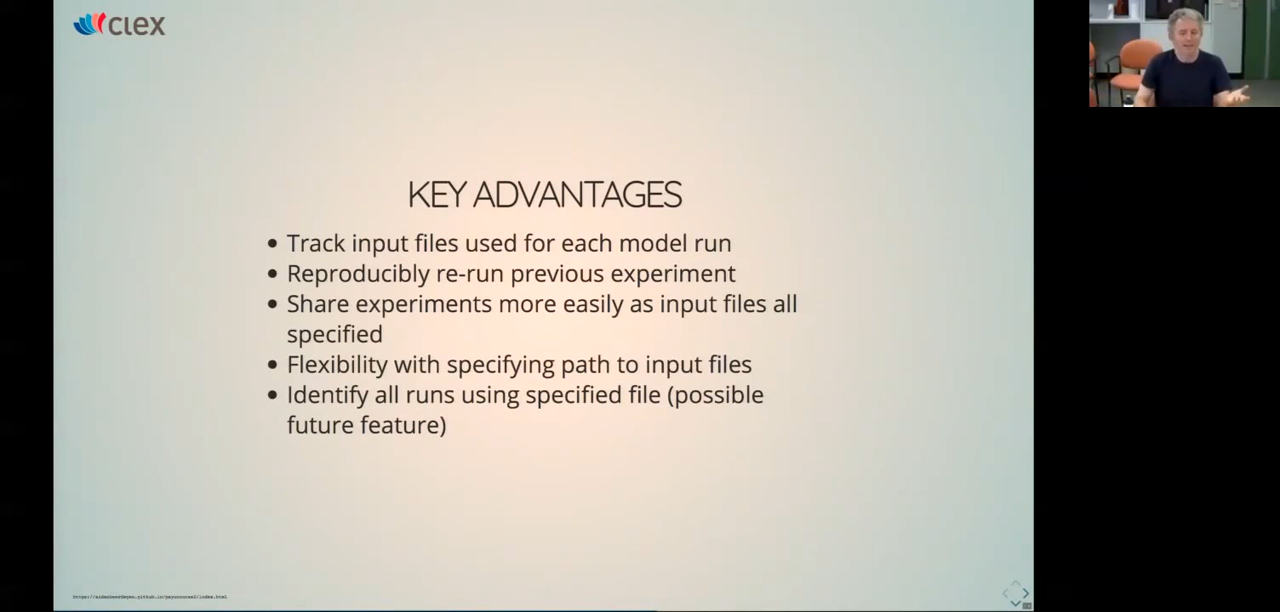 CLEX
KEY ADVANTAGES
• Track input files used for each model run
• Reproducibly re-run previous experiment
• Share experiments more easily as input files all
specified
• Flexibility with specifying path to input files
• Identify all runs using specified file (possible
future feature)